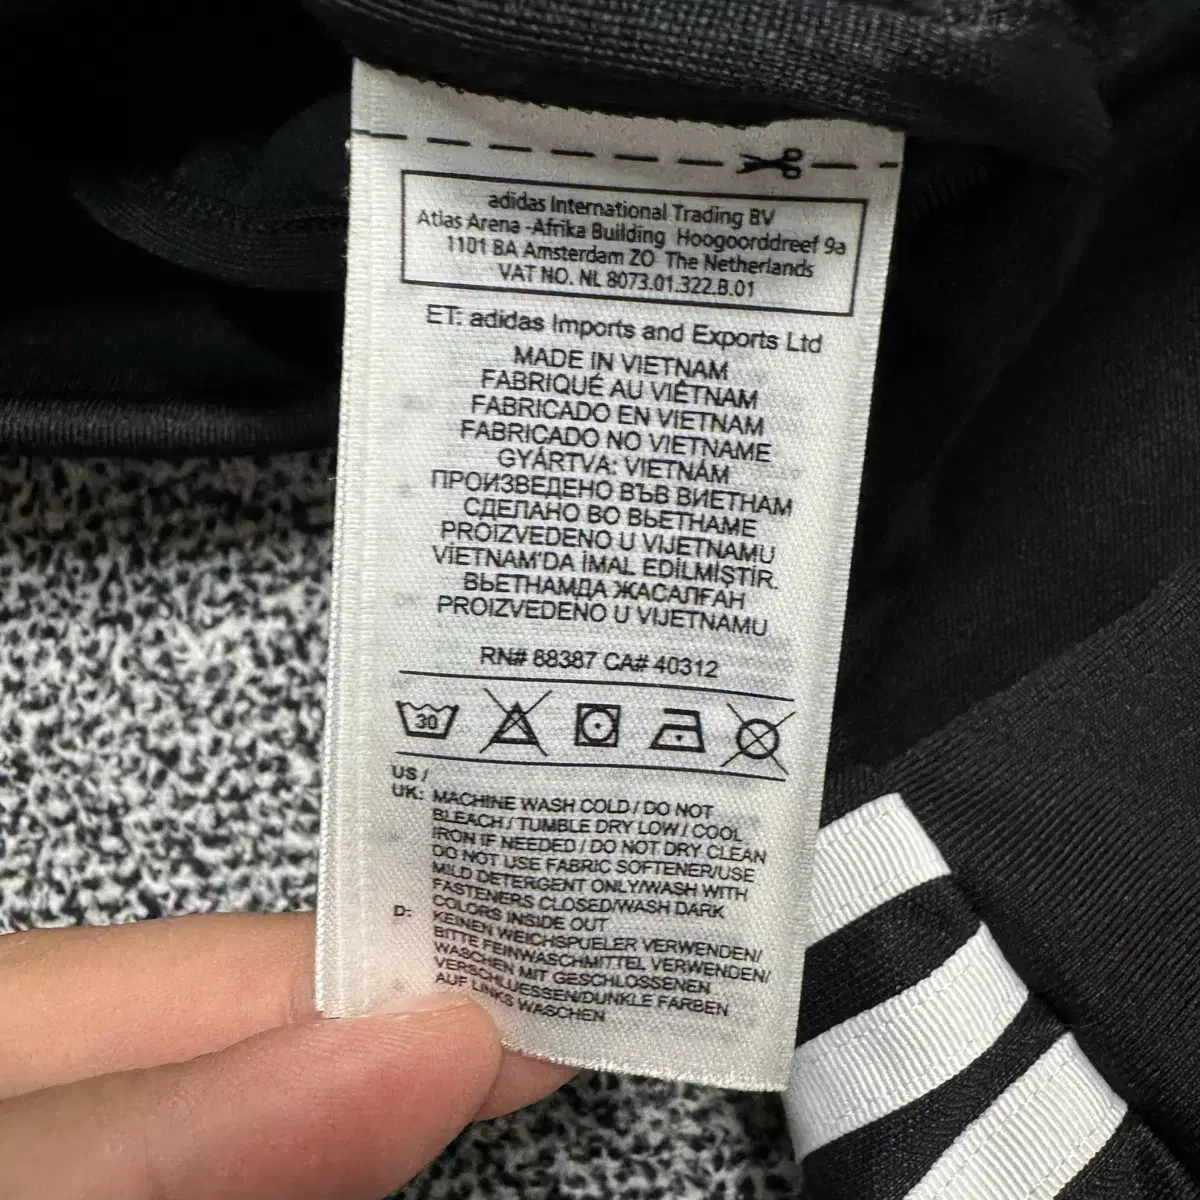 adidas International Trading BV
Atlas Arena -Afrika Building Hoogoorddreef 9a
1101 BA Amsterdam ZO The Netherlands
VAT NO. NL 8073.01.322.B.01
ET: adidas Imports and Exports Ltd
MADE IN VIETNAM
FABRIQUÉ AU VIÊTNAM
FABRICADO EN VIETNAM
FABRICADO NO VIETNAME
GYÁRTVA: VIETNÁM
ПРОИЗВЕДЕНО ВЪВ ВИЕТНАМ
СДЕЛАНО ВО ВЬЕТНАМЕ
PROIZVEDENO U VIJETNAMU
VİETNAM'DA İMAL EDİLMİŞTİR.
ВЬЕТНАМДА ЖАСАЛҒАН
PROIZVEDENO U VIJETNAMU
RN# 88387 CA# 40312
30
US /
UK: MACHINE WASH COLD / DO NOT
BLEACH / TUMBLE DRY LOW / COOL
IRON IF NEEDED / DO NOT DRY CLEAN
DO NOT USE FABRIC SOFTENER/USE
MILD DETERGENT ONLY/WASH WITH
FASTENERS CLOSED/WASH DARK
COLORS INSIDE OUT
D: KEINEN WEICHSPUELER VERWENDEN/
BITTE FEINWASCHMITTEL VERWENDEN/
WASCHEN MIT GESCHLOSSENEN
VERSCHLUESSEN/DUNKLE FARBEN
AUF LINKS WASCHEN